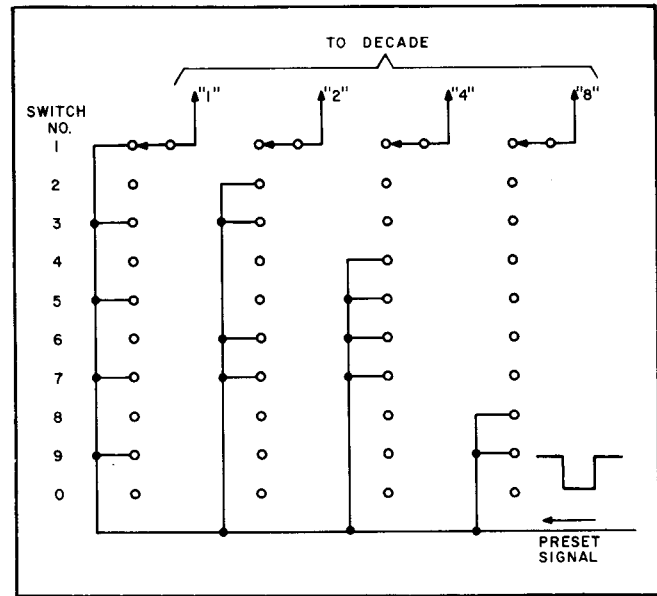 TO DECADE
"1" "2" "4" "8"
SWITCH
NO.
1
2
3
4
5
6
7
8
9
0
PRESET
SIGNAL